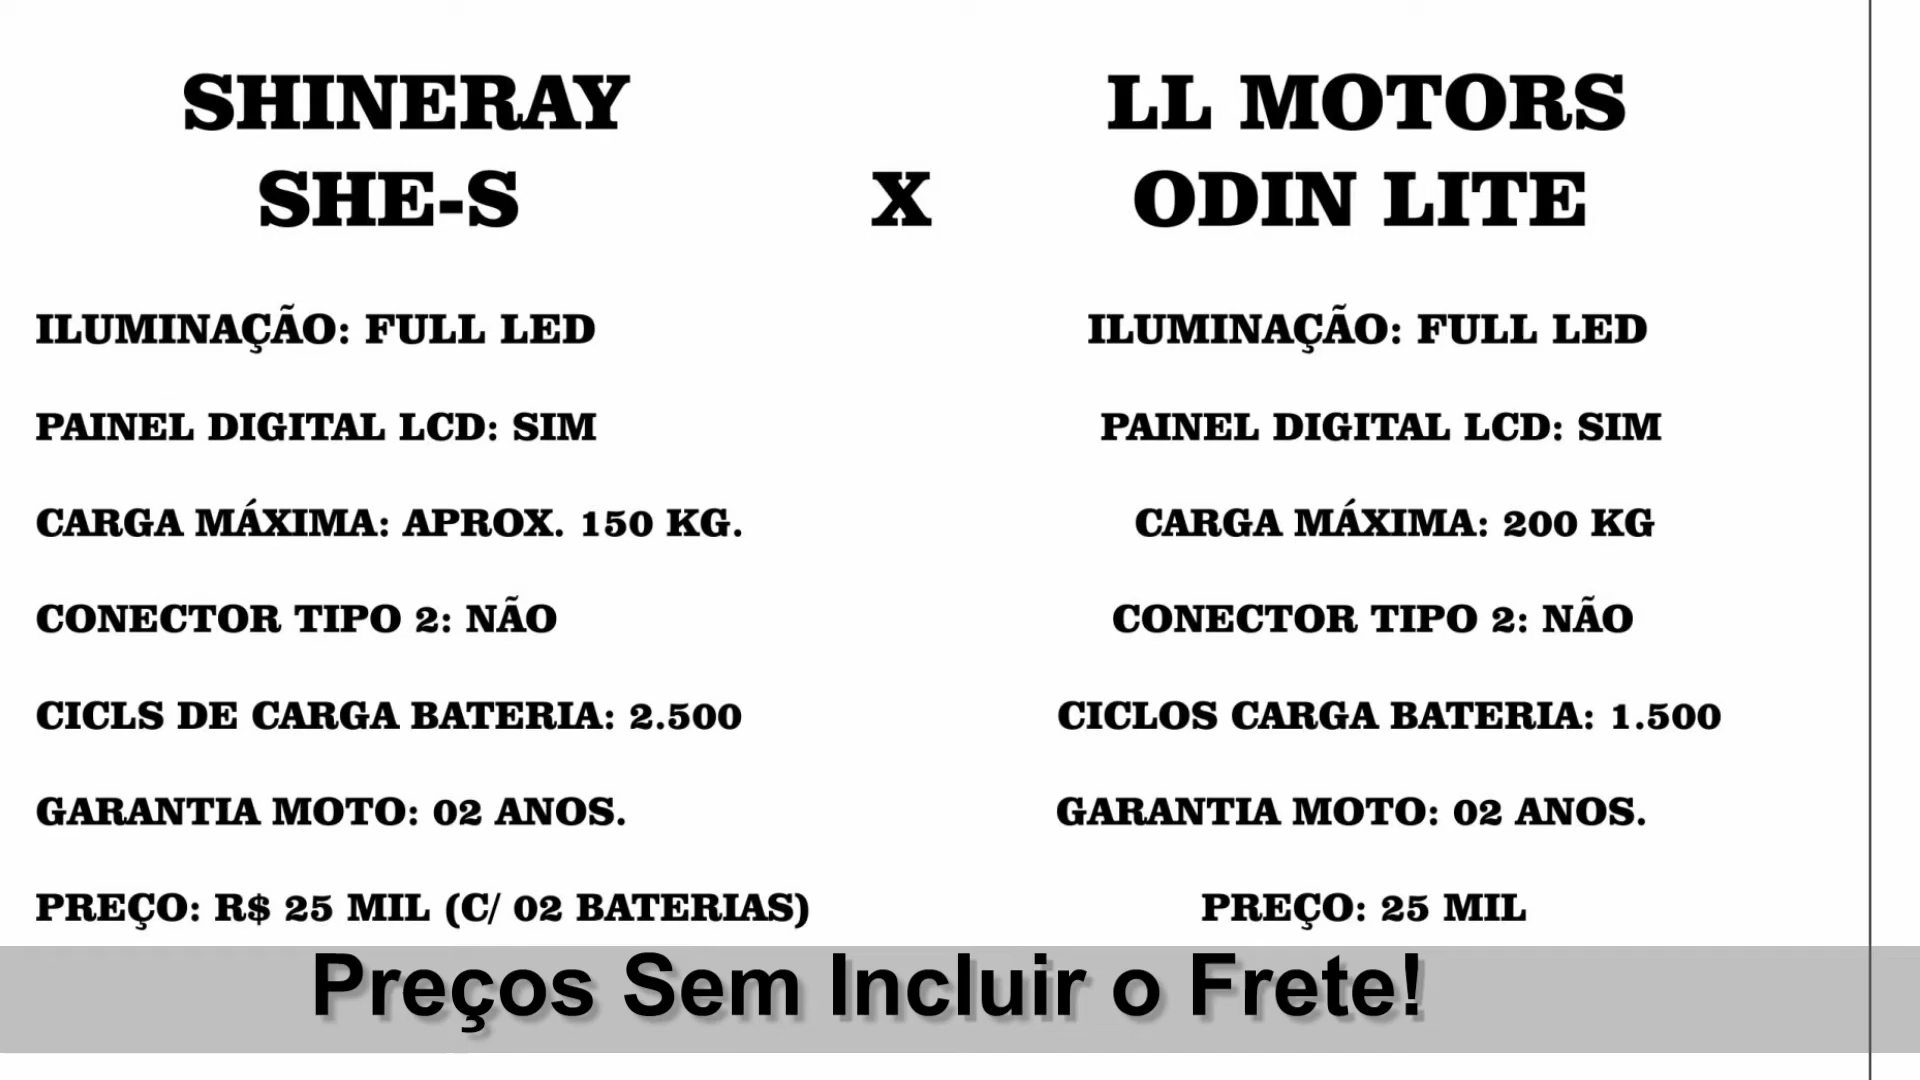 SHINERAY
SHE-S
X
LL MOTORS
ODIN LITE
ILUMINAÇÃO: FULL LED
PAINEL DIGITAL LCD: SIM
CARGA MÁXIMA: APROX. 150 KG.
CONECTOR TIPO 2: NÃO
CICLS DE CARGA BATERIA: 2.500
GARANTIA MOTO: 02 ANOS.
PREÇO: R$ 25 MIL (C/ 02 BATERIAS)
ILUMINAÇÃO: FULL LED
PAINEL DIGITAL LCD: SIM
CARGA MÁXIMA: 200 KG
CONECTOR TIPO 2: NÃO
CICLOS CARGA BATERIA: 1.500
GARANTIA MOTO: 02 ANOS.
PREÇO: 25 MIL
Preços Sem Incluir o Frete!